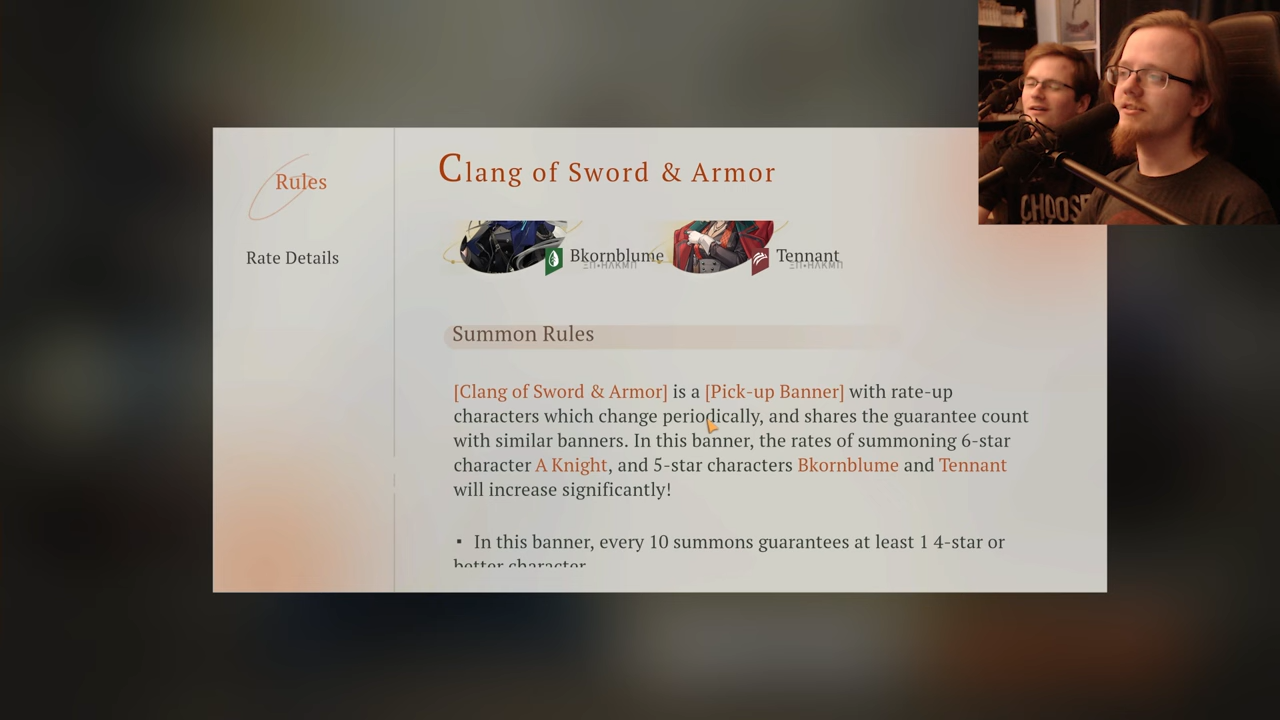 Rules
Rate Details
Clang of Sword & Armor
Bkornblume
Tennant
Summon Rules
[Clang of Sword & Armor] is a [Pick-up Banner] with rate-up
characters which change periodically, and shares the guarantee count
with similar banners. In this banner, the rates of summoning 6-star
character A Knight, and 5-star characters Bkornblume and Tennant
will increase significantly!
▪ In this banner, every 10 summons guarantees at least 1 4-star or
better character
CHOOSE